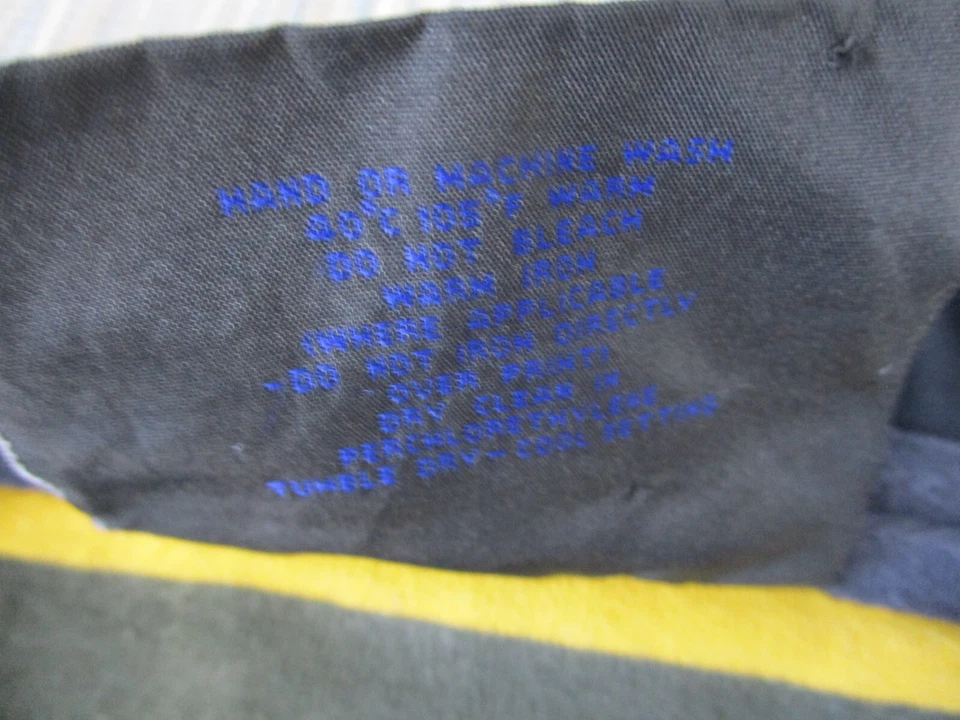 HAND OR MACHINE WASH
40°C 105°F WARM
DO NOT BLEACH
WARM IRON
(WHERE APPLICABLE
-DO NOT IRON DIRECTLY
OVER PRINT)
DRY CLEAN IN
PERCHLORETHYLENE
TUMBLE DRY-COOL SETTING